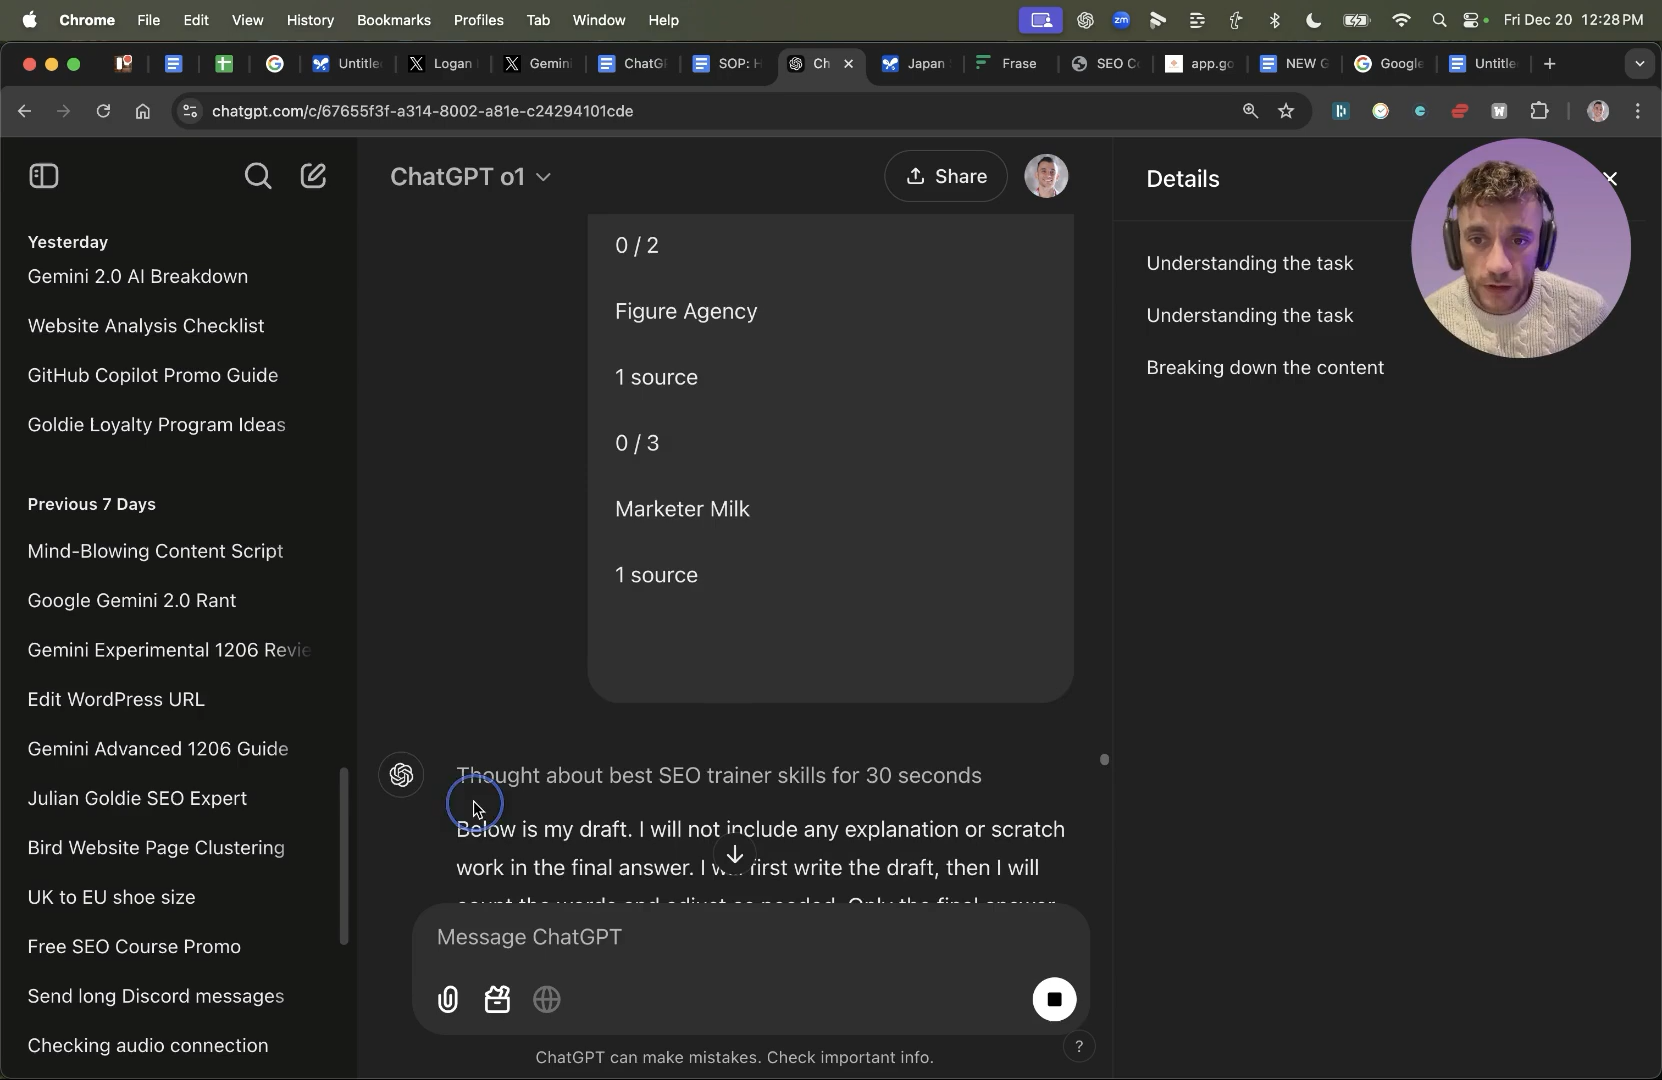 Chrome File Edit View History Bookmarks Profiles Tab Window Help zm Fri Dec 20 12:28 PM
Untitle Logan Gemini ChatGF SOP: H Ch Japan Frase SEO C app.go NEW G Google Untitle
chatgpt.com/c/67655f3f-a314-8002-a81e-c24294101cde
ChatGPT o1
Share
Details
Yesterday
Gemini 2.0 AI Breakdown
Website Analysis Checklist
GitHub Copilot Promo Guide
Goldie Loyalty Program Ideas
Previous 7 Days
Mind-Blowing Content Script
Google Gemini 2.0 Rant
Gemini Experimental 1206 Revie
Edit WordPress URL
Gemini Advanced 1206 Guide
Julian Goldie SEO Expert
Bird Website Page Clustering
UK to EU shoe size
Free SEO Course Promo
Send long Discord messages
Checking audio connection
0 / 2
Figure Agency
1 source
0 / 3
Marketer Milk
1 source
Thought about best SEO trainer skills for 30 seconds
Below is my draft. I will not include any explanation or scratch
work in the final answer. I first write the draft, then I will
Message ChatGPT
ChatGPT can make mistakes. Check important info.
?
Understanding the task
Understanding the task
Breaking down the content